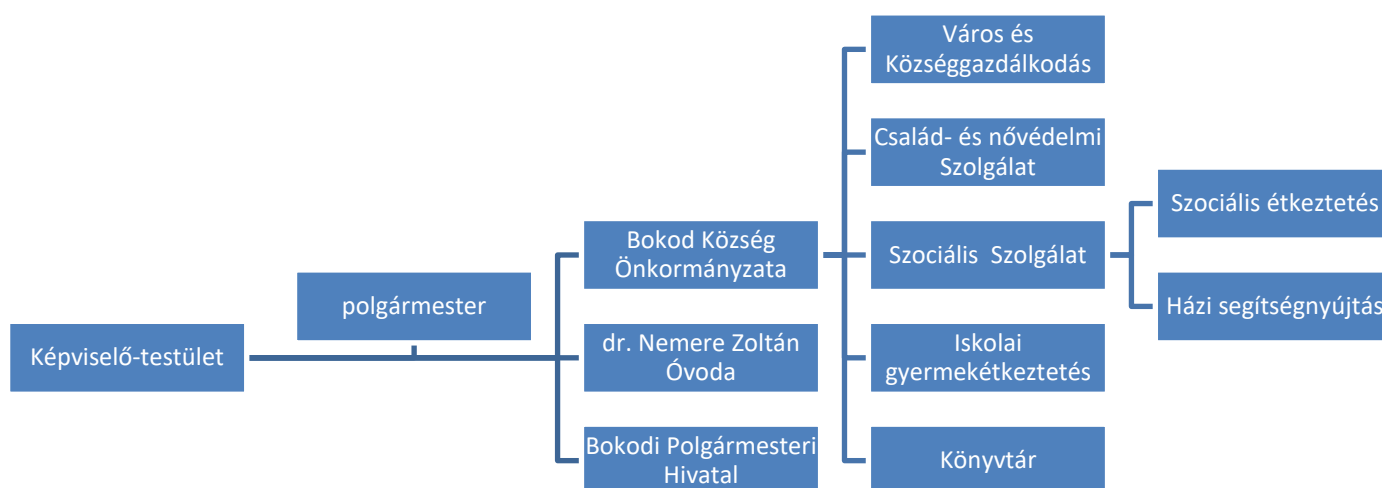 Képviselő-testület
polgármester
Bokod Község
Önkormányzata
dr. Nemere Zoltán
Óvoda
Bokodi Polgármesteri
Hivatal
Város és
Községgazdálkodás
Család- és nővédelmi
Szolgálat
Szociális Szolgálat
Iskolai
gyermekétkeztetés
Könyvtár
Szociális étkeztetés
Házi segítségnyújtás